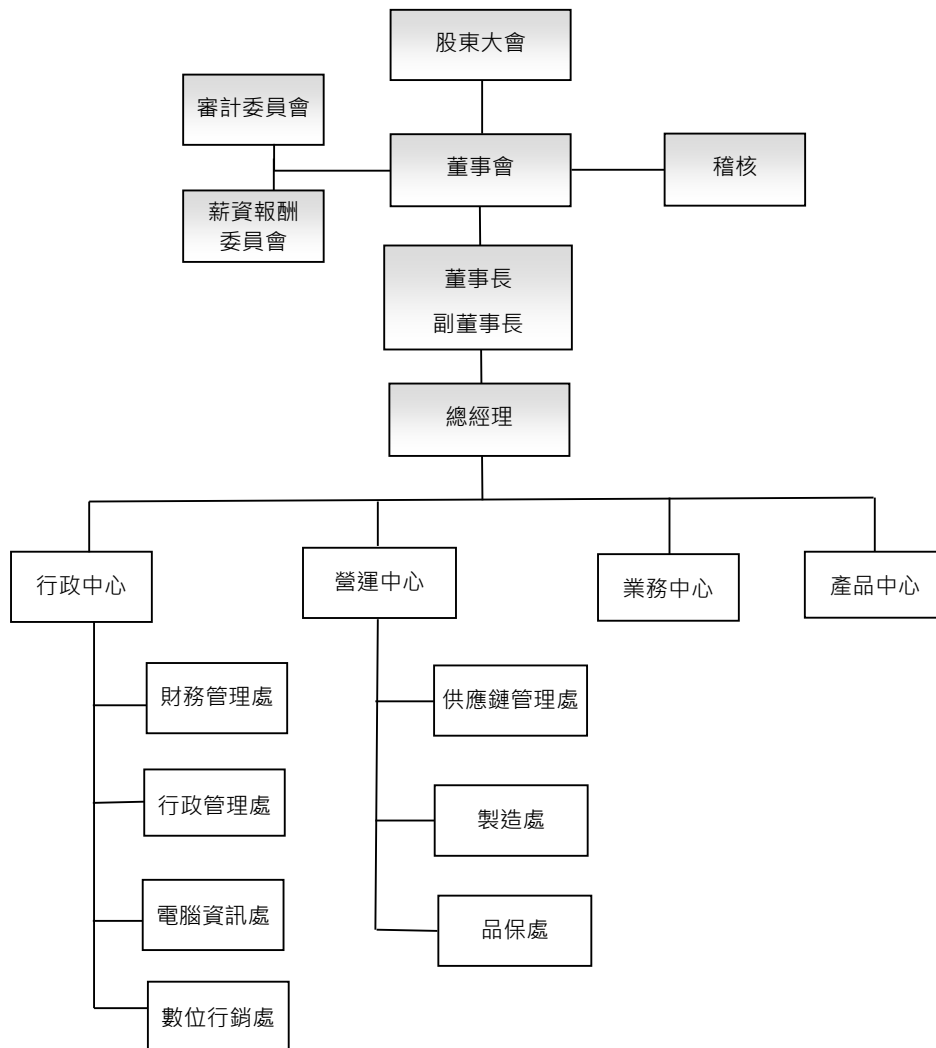 股東大會
審計委員會
董事會
稽核
薪資報酬
委員會
董事長
副董事長
總經理
行政中心
營運中心
業務中心
產品中心
財務管理處
供應鏈管理處
行政管理處
製造處
電腦資訊處
品保處
數位行銷處